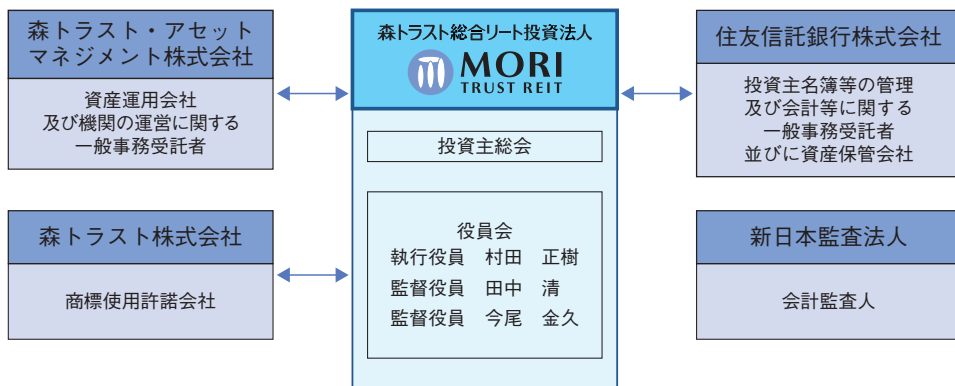 森トラスト・アセット
マネジメント株式会社
資産運用会社
及び機関の運営に関する
一般事務受託者
森トラスト株式会社
商標使用許諾会社
森トラスト総合リート投資法人
MORI
TRUST REIT
投資主総会
役員会
執行役員 村田 正樹
監督役員 田中 清
監督役員 今尾 金久
住友信託銀行株式会社
投資主名簿等の管理
及び会計等に関する
一般事務受託者
並びに資産保管会社
新日本監査法人
会計監査人